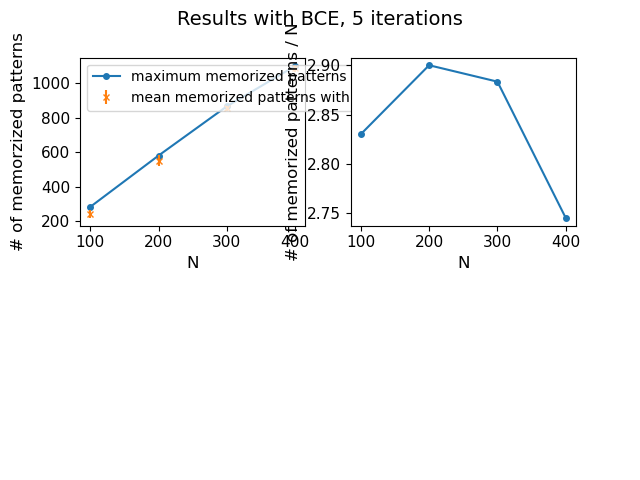 Results with BCE, 5 iterations
# of memorzized patterns
1000
800
600
400
200
maximum memorized patterns
mean memorized patterns with
100
200
300
400
N
# of memorized patterns / N
2.90
2.85
2.80
2.75
100
200
300
400
N